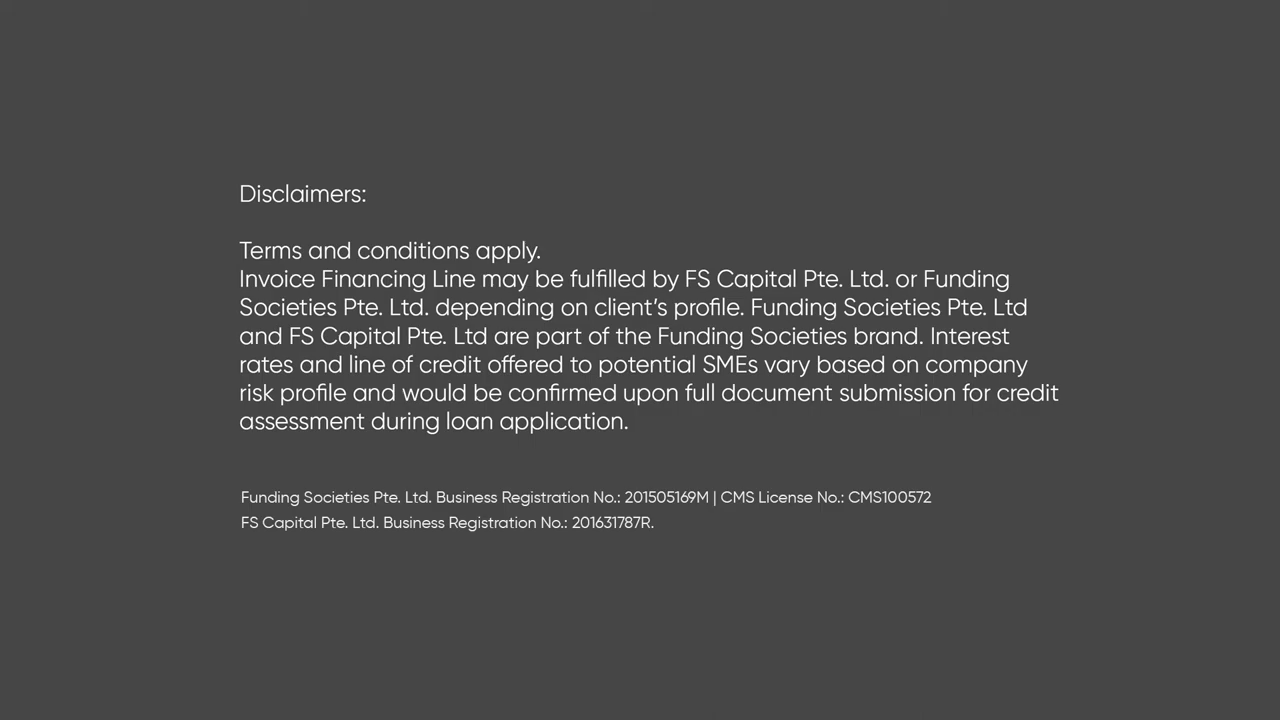 Disclaimers:
Terms and conditions apply.
Invoice Financing Line may be fulfilled by FS Capital Pte. Ltd. or Funding
Societies Pte. Ltd. depending on client's profile. Funding Societies Pte. Ltd
and FS Capital Pte. Ltd are part of the Funding Societies brand. Interest
rates and line of credit offered to potential SMEs vary based on company
risk profile and would be confirmed upon full document submission for credit
assessment during loan application.
Funding Societies Pte. Ltd. Business Registration No.: 201505169M | CMS License No.: CMS100572
FS Capital Pte. Ltd. Business Registration No.: 201631787R.